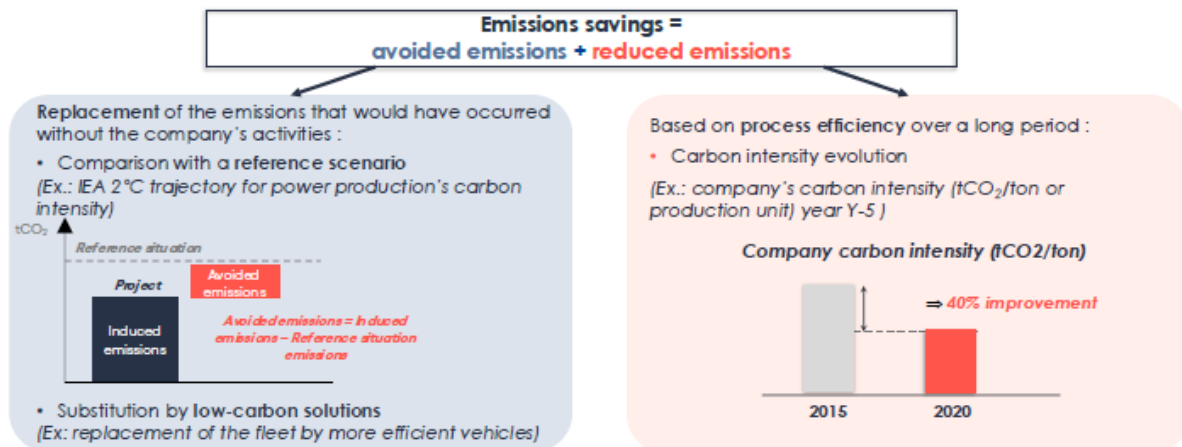 Emissions savings =
avoided emissions + reduced emissions
Replacement of the emissions that would have occurred
without the company's activities :
• Comparison with a reference scenario
(Ex.: IEA 2°C trajectory for power production's carbon
intensity)
tCO₂
Reference situation
Project
Avoided
emissions
Induced
emissions
Avoided emissions = Induced
emissions – Reference situation
emissions
• Substitution by low-carbon solutions
(Ex: replacement of the fleet by more efficient vehicles)
Based on process efficiency over a long period :
• Carbon intensity evolution
(Ex.: company's carbon intensity (tCO₂/ton or
production unit) year Y-5 )
Company carbon intensity (tCO2/ton)
⇒ 40% improvement
2015
2020